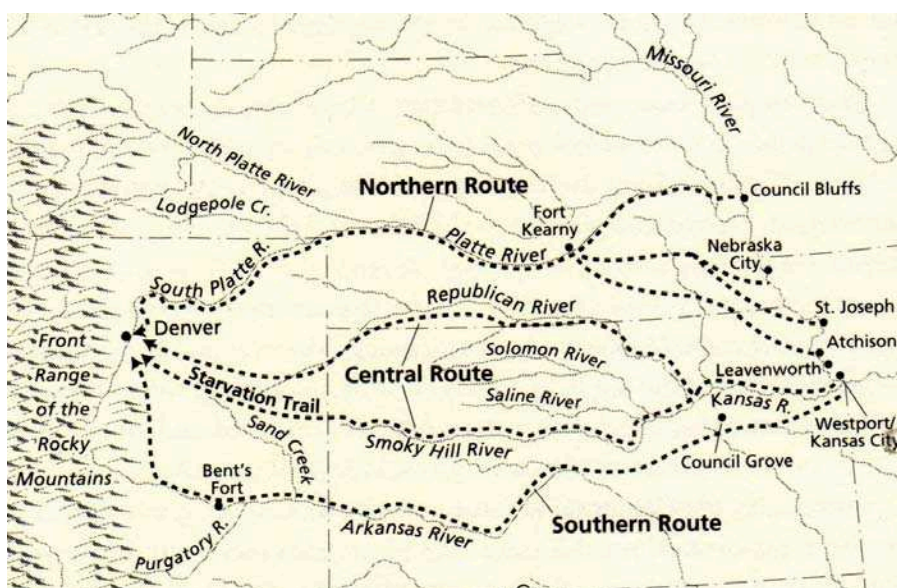 Missouri River
North Platte River
Northern Route
Council Bluffs
Lodgepole Cr.
Fort
Kearny
Platte River
Nebraska
City
South Platte R.
Republican River
St. Joseph
Denver
Atchison
Front
Range
of the
Rocky
Mountains
Solomon River
Central Route
Leavenworth
Starvation Trail
Saline River
Kansas R.
Westport/
Kansas City
Sand Creek
Smoky Hill River
Council Grove
Bent's
Fort
Arkansas River
Southern Route
Purgatory R.